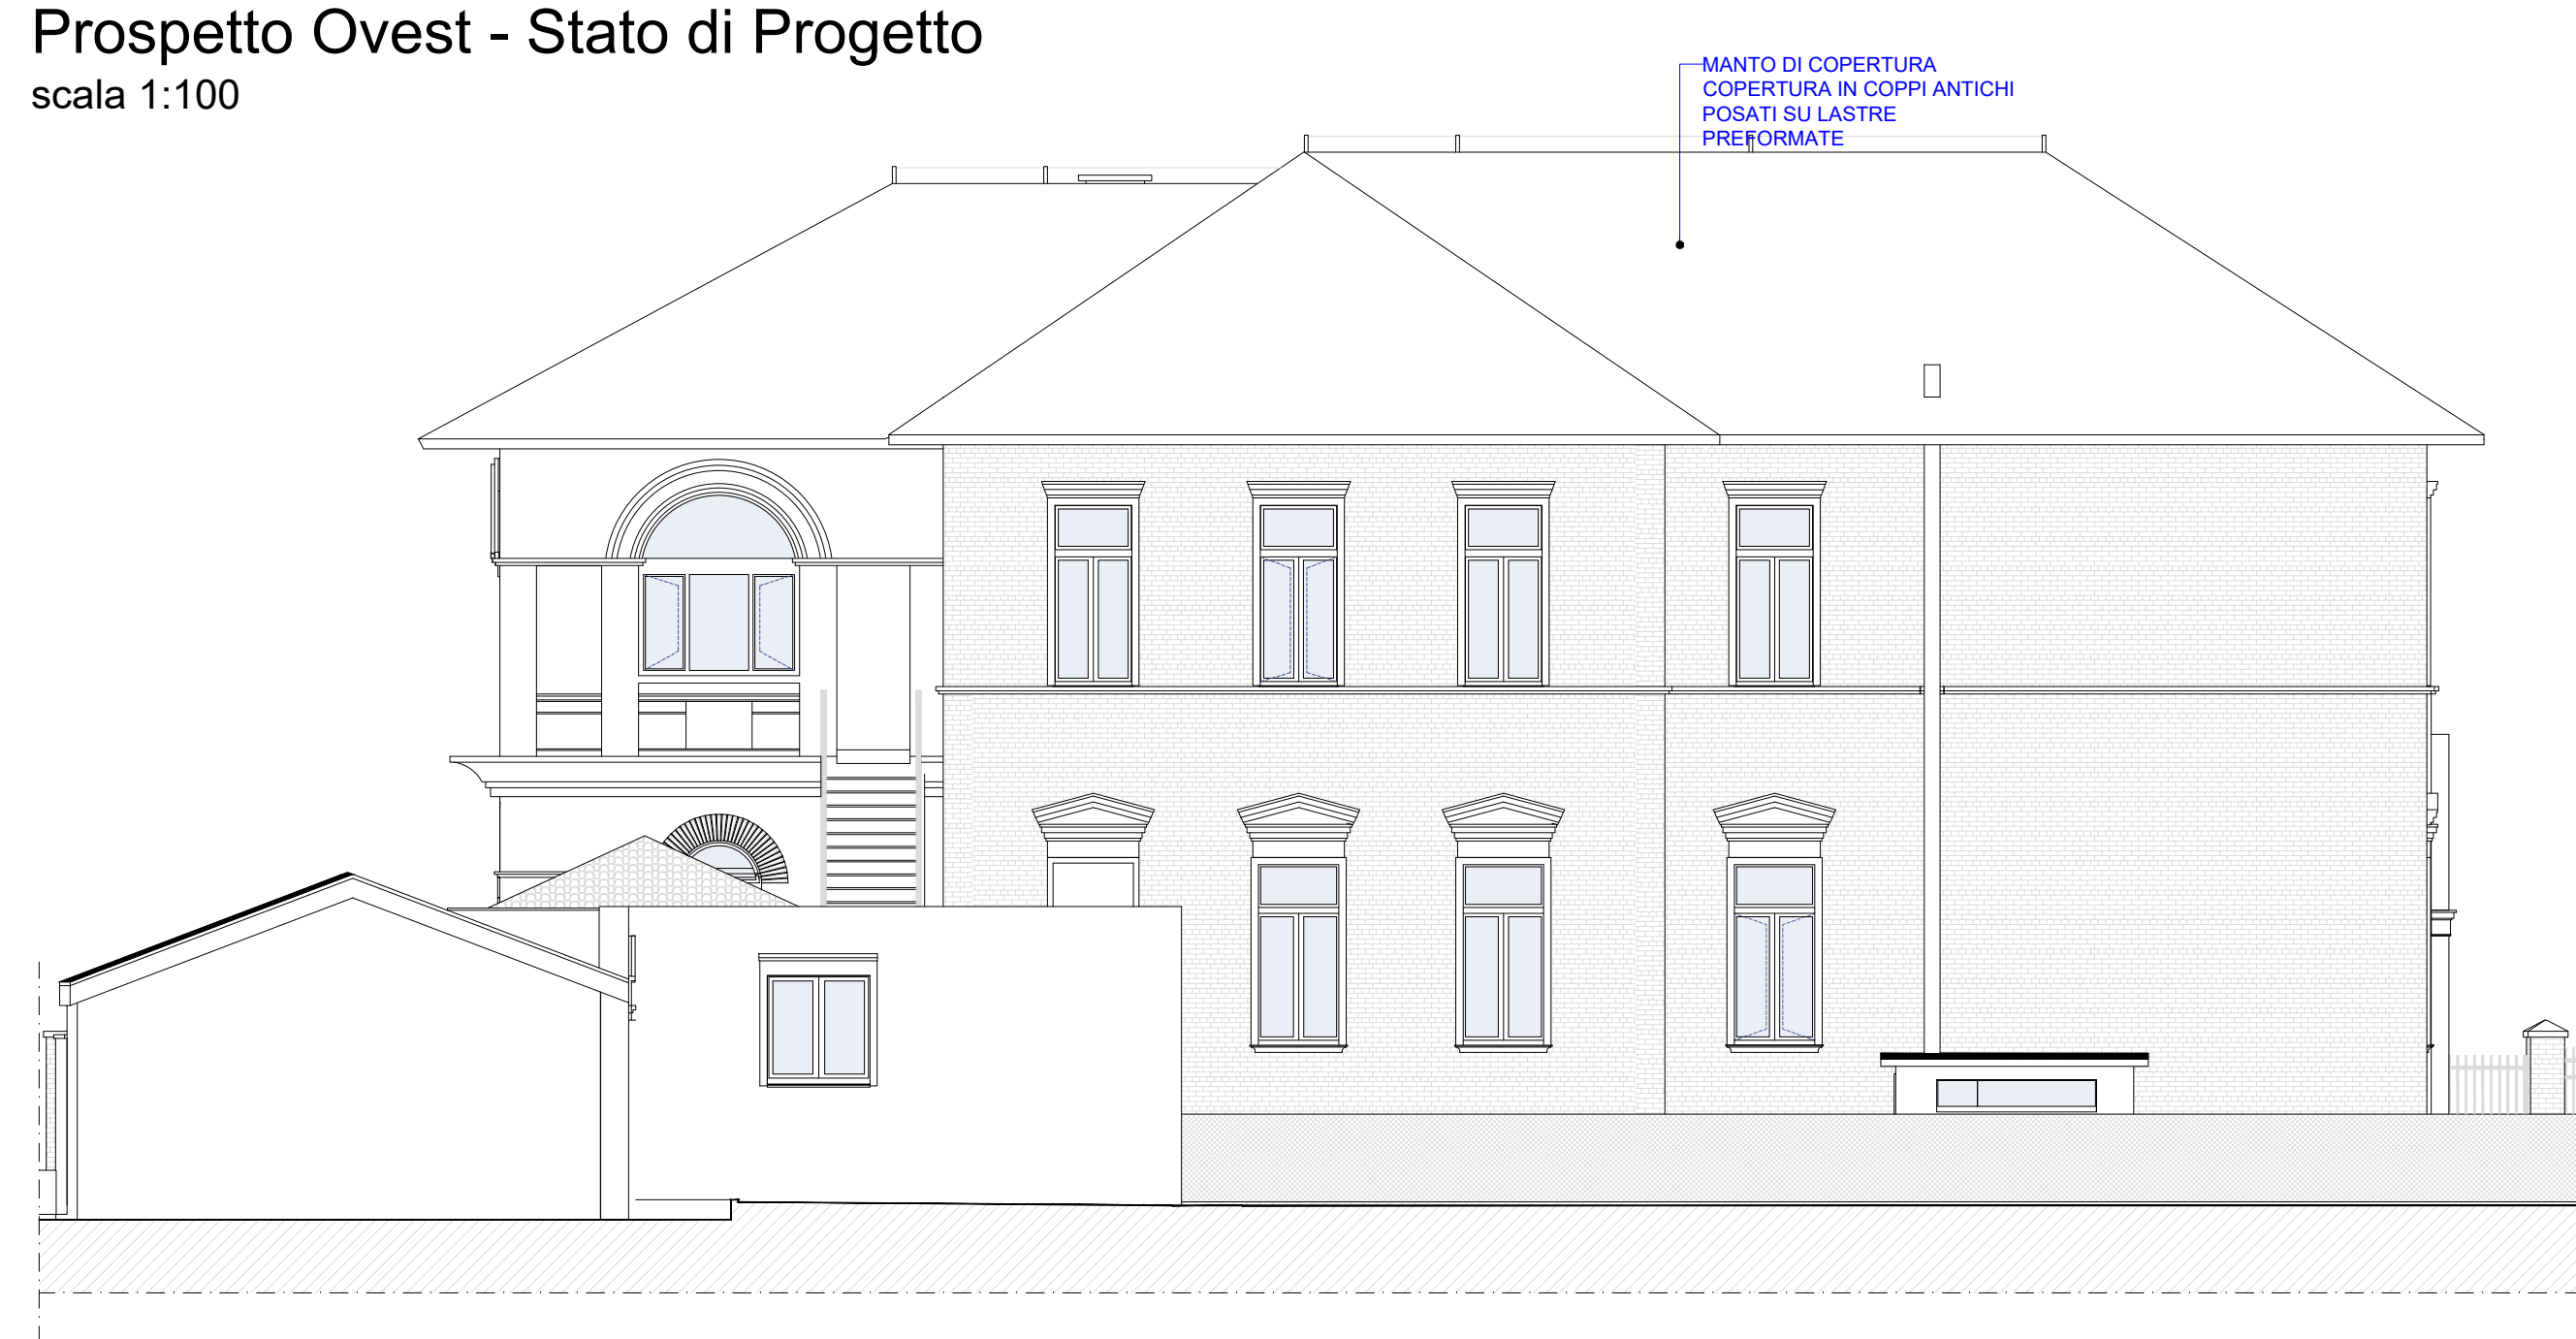 Prospetto Ovest - Stato di Progetto
scala 1:100
MANTO DI COPERTURA
COPERTURA IN COPPI ANTICHI
POSATI SU LASTRE
PREFORMATE